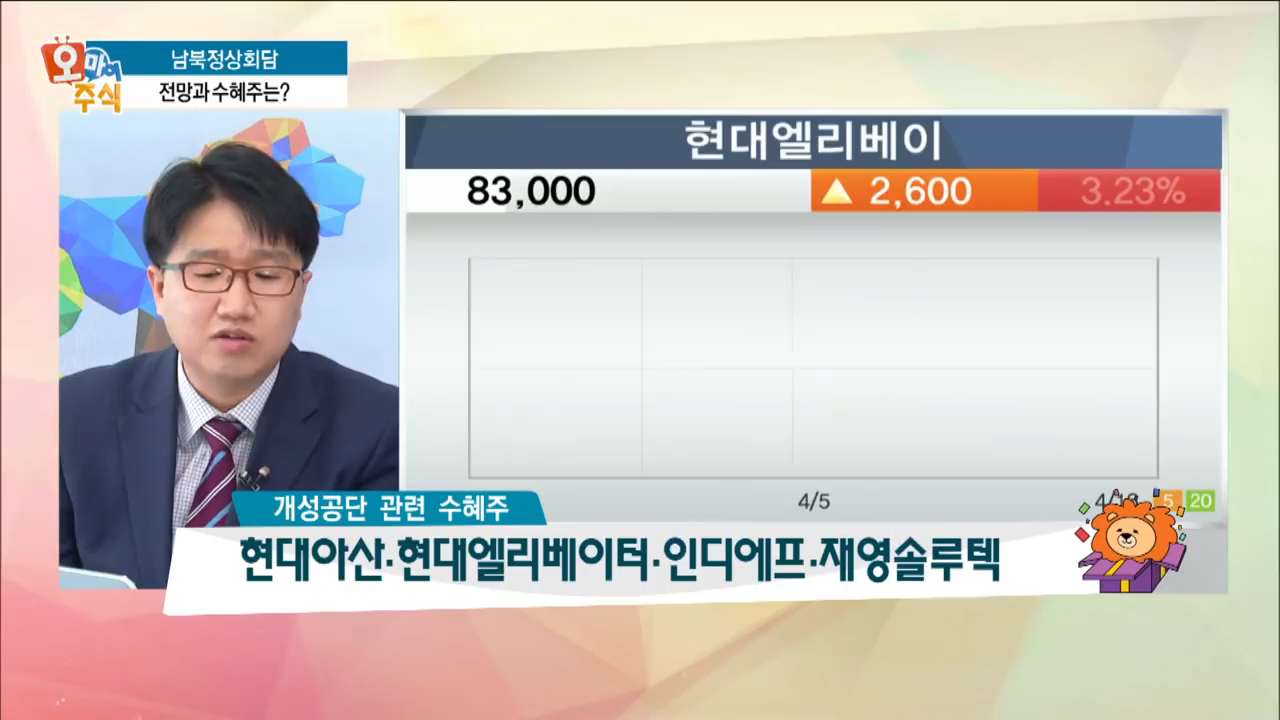 오마이
주식
남북정상회담
전망과 수혜주는?
현대엘리베이
83,000 ▲ 2,600 3.23%
4/5
5 20
개성공단 관련 수혜주
현대아산·현대엘리베이터·인디에프·재영솔루텍